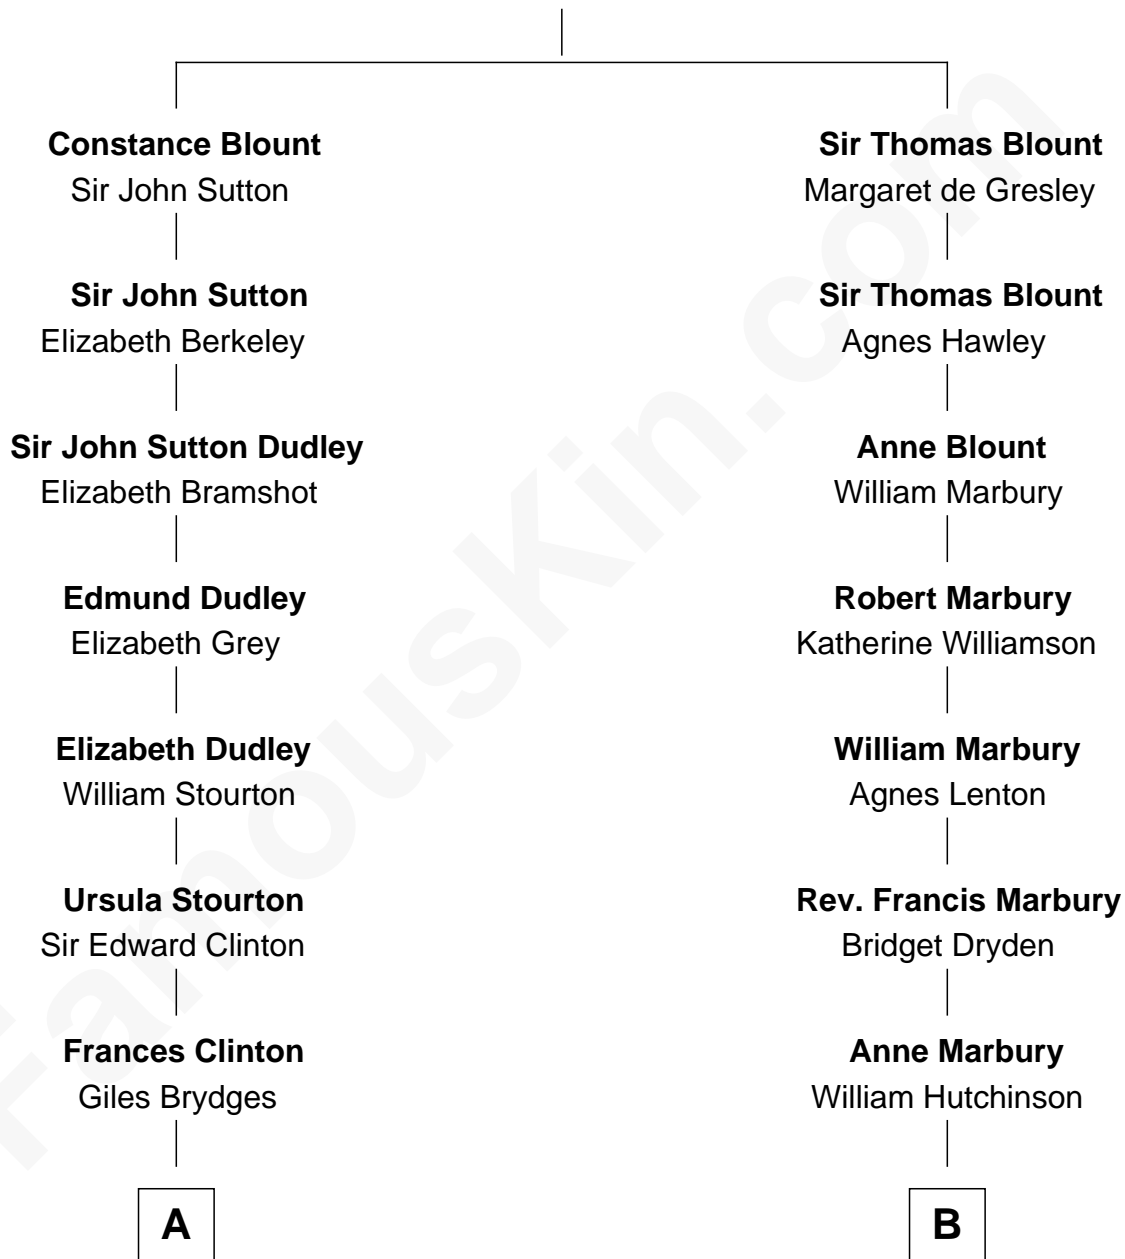 Constance Blount
Sir John Sutton
Sir John Sutton
Elizabeth Berkeley
Sir John Sutton Dudley
Elizabeth Bramshot
Edmund Dudley
Elizabeth Grey
Elizabeth Dudley
William Stourton
Ursula Stourton
Sir Edward Clinton
Frances Clinton
Giles Brydges
A
Sir Thomas Blount
Margaret de Gresley
Sir Thomas Blount
Agnes Hawley
Anne Blount
William Marbury
Robert Marbury
Katherine Williamson
William Marbury
Agnes Lenton
Rev. Francis Marbury
Bridget Dryden
Anne Marbury
William Hutchinson
B
FamousKin.com